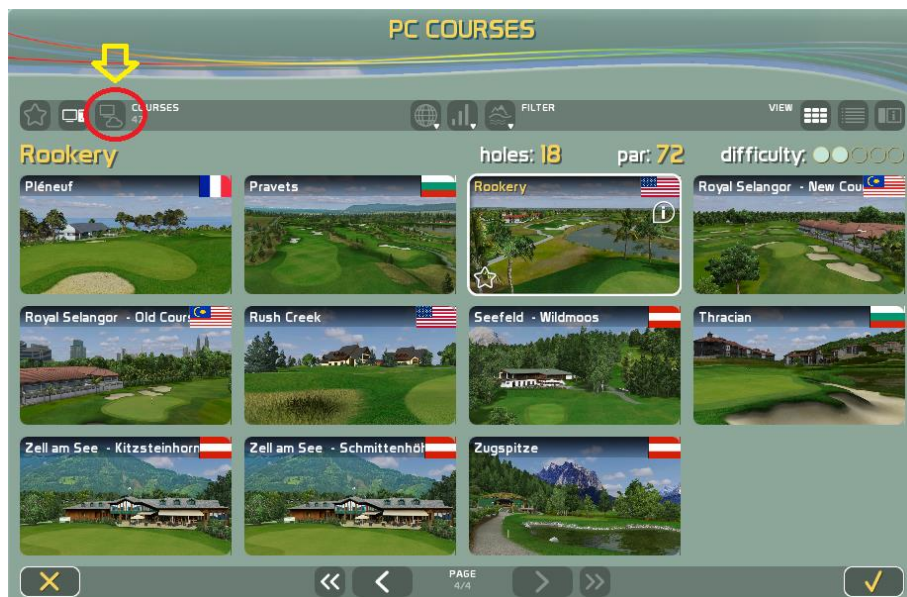 PC COURSES
COURSES
FILTER
VIEW
Rookery
holes: 18
par: 72
difficulty:
Pléneuf
Pravets
Rookery
Royal Selangor - New Cou
Royal Selangor - Old Cour
Rush Creek
Seefeld - Wildmoos
Thracian
Zell am See - Kitzsteinhorn
Zell am See - Schmittenhöh
Zugspitze
PAGE
4/4